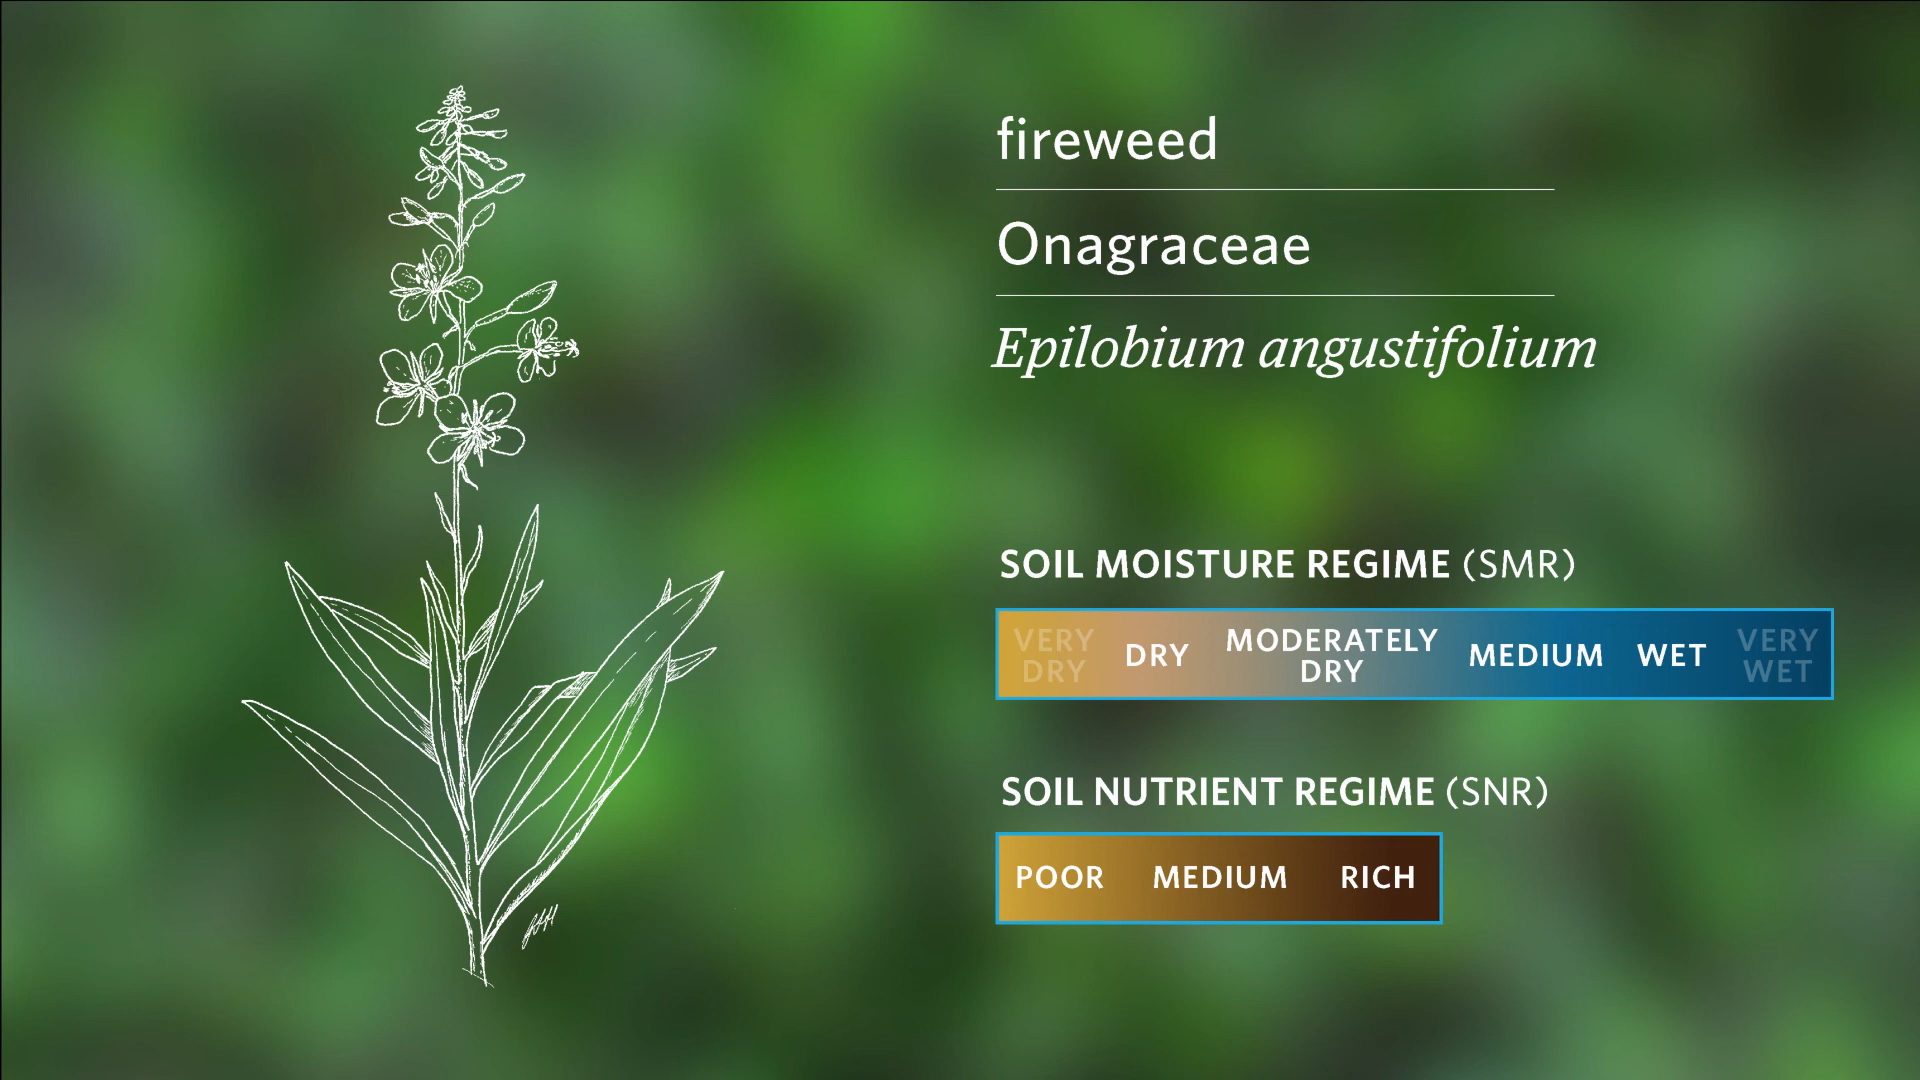 fireweed
Onagraceae
Epilobium angustifolium
SOIL MOISTURE REGIME (SMR)
VERY DRY
DRY
MODERATELY DRY
MEDIUM
WET
VERY WET
SOIL NUTRIENT REGIME (SNR)
POOR MEDIUM RICH